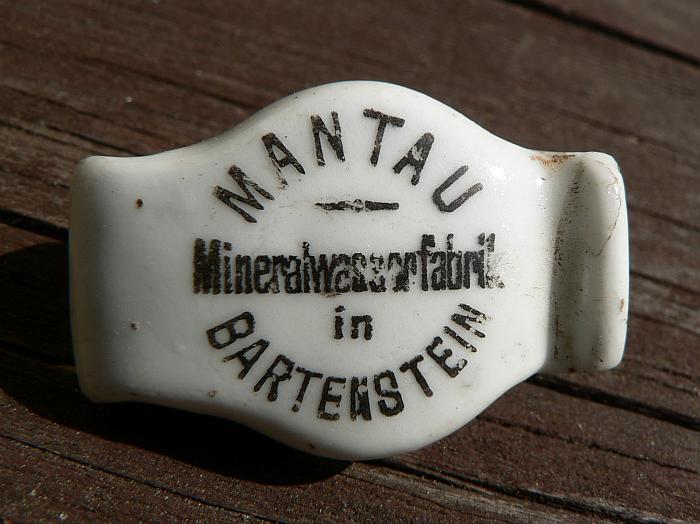 MANTAU
Mineralwasserfabrik
in
BARTENSTEIN